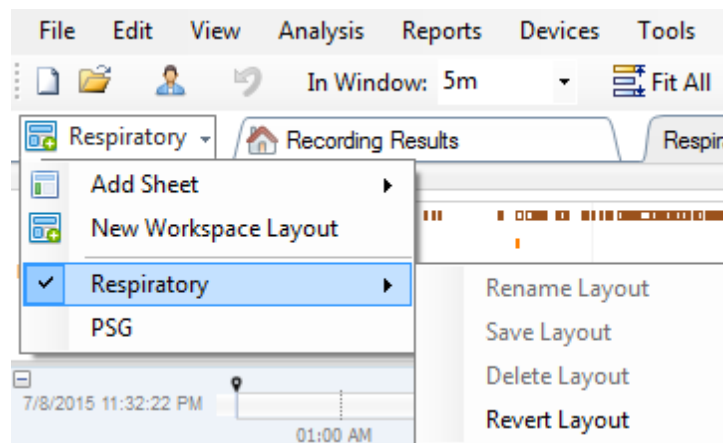 File Edit View Analysis Reports Devices Tools
In Window: 5m Fit All
Respiratory Recording Results Respir
Add Sheet
New Workspace Layout
Respiratory
PSG
Rename Layout
Save Layout
Delete Layout
Revert Layout
7/8/2015 11:32:22 PM
01:00 AM